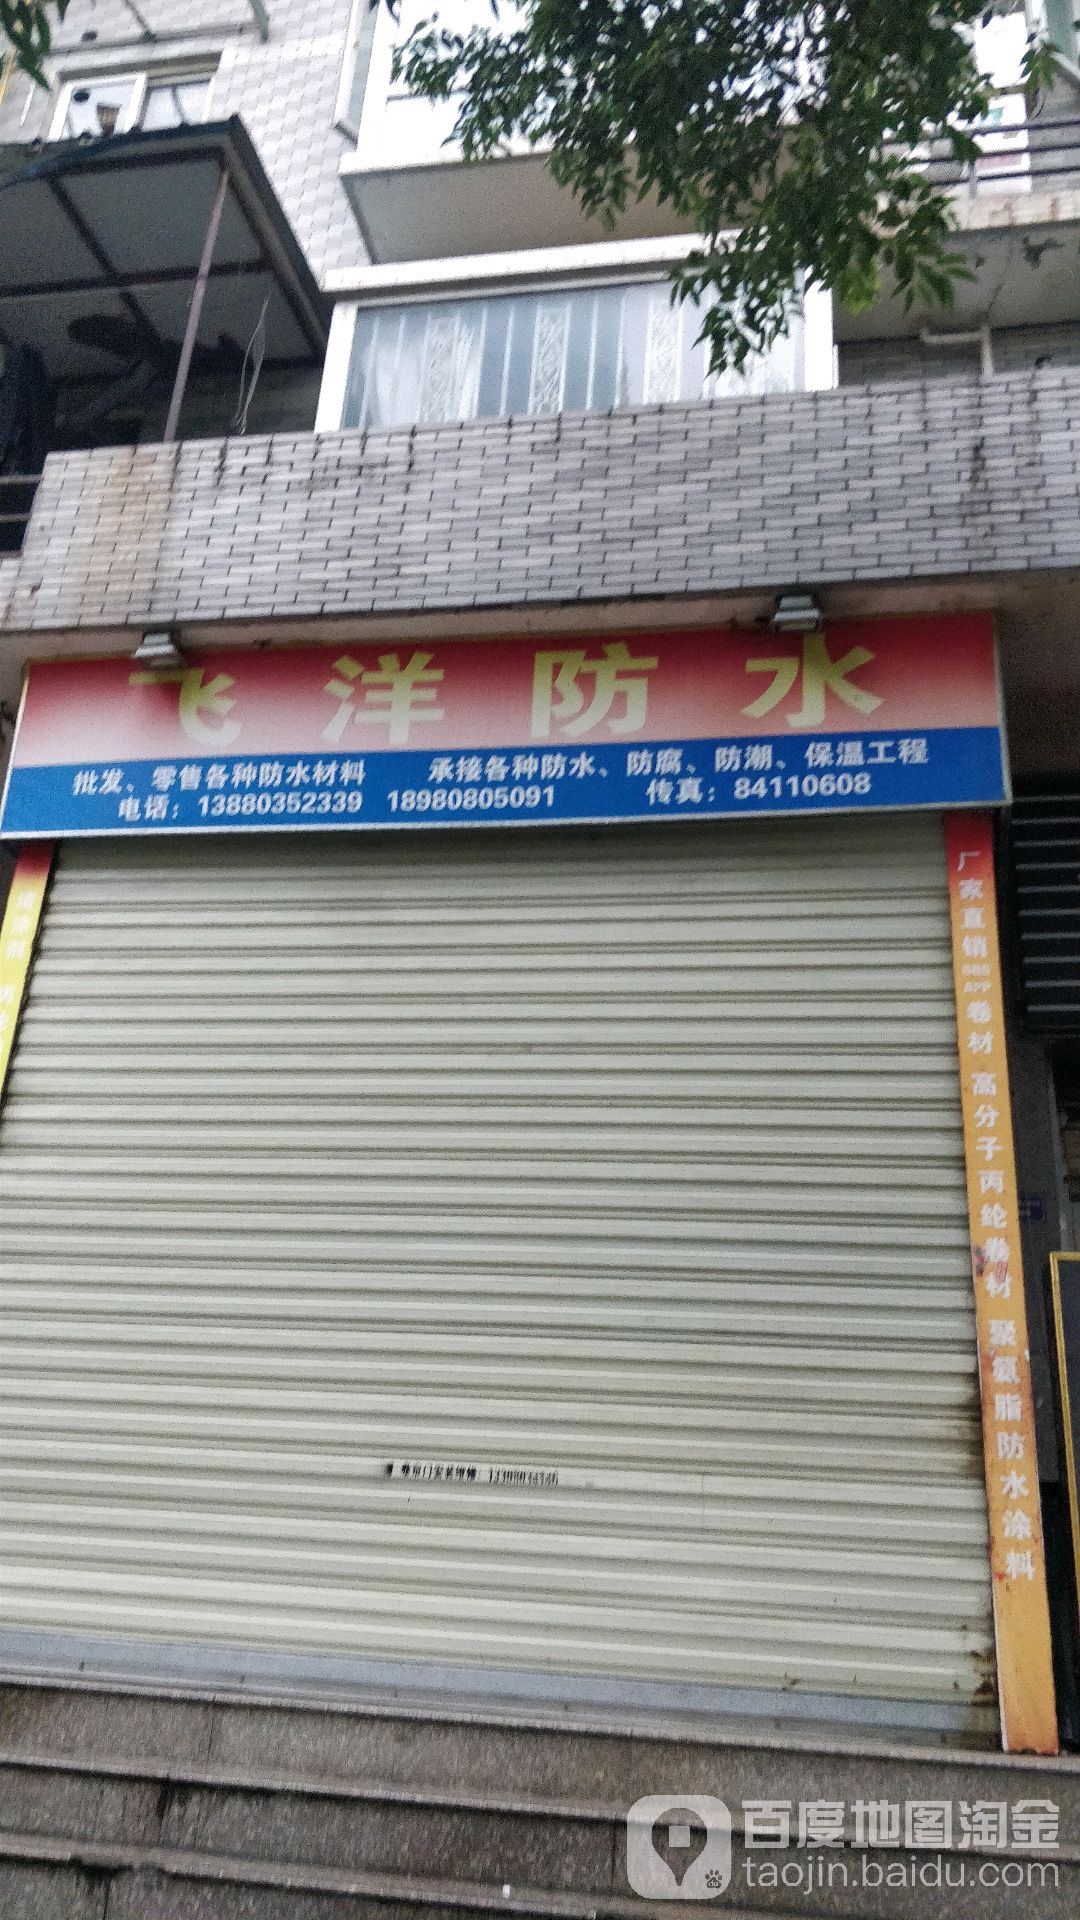 飞洋防水
批发、零售各种防水材料 承接各种防水、防腐、防潮、保温工程
电话：13880352339 18980805091 传真：84110608
厂家直销 SBS APP 卷材 高分子丙纶卷材 聚氨脂防水涂料
百度地图淘金
taojin.baidu.com